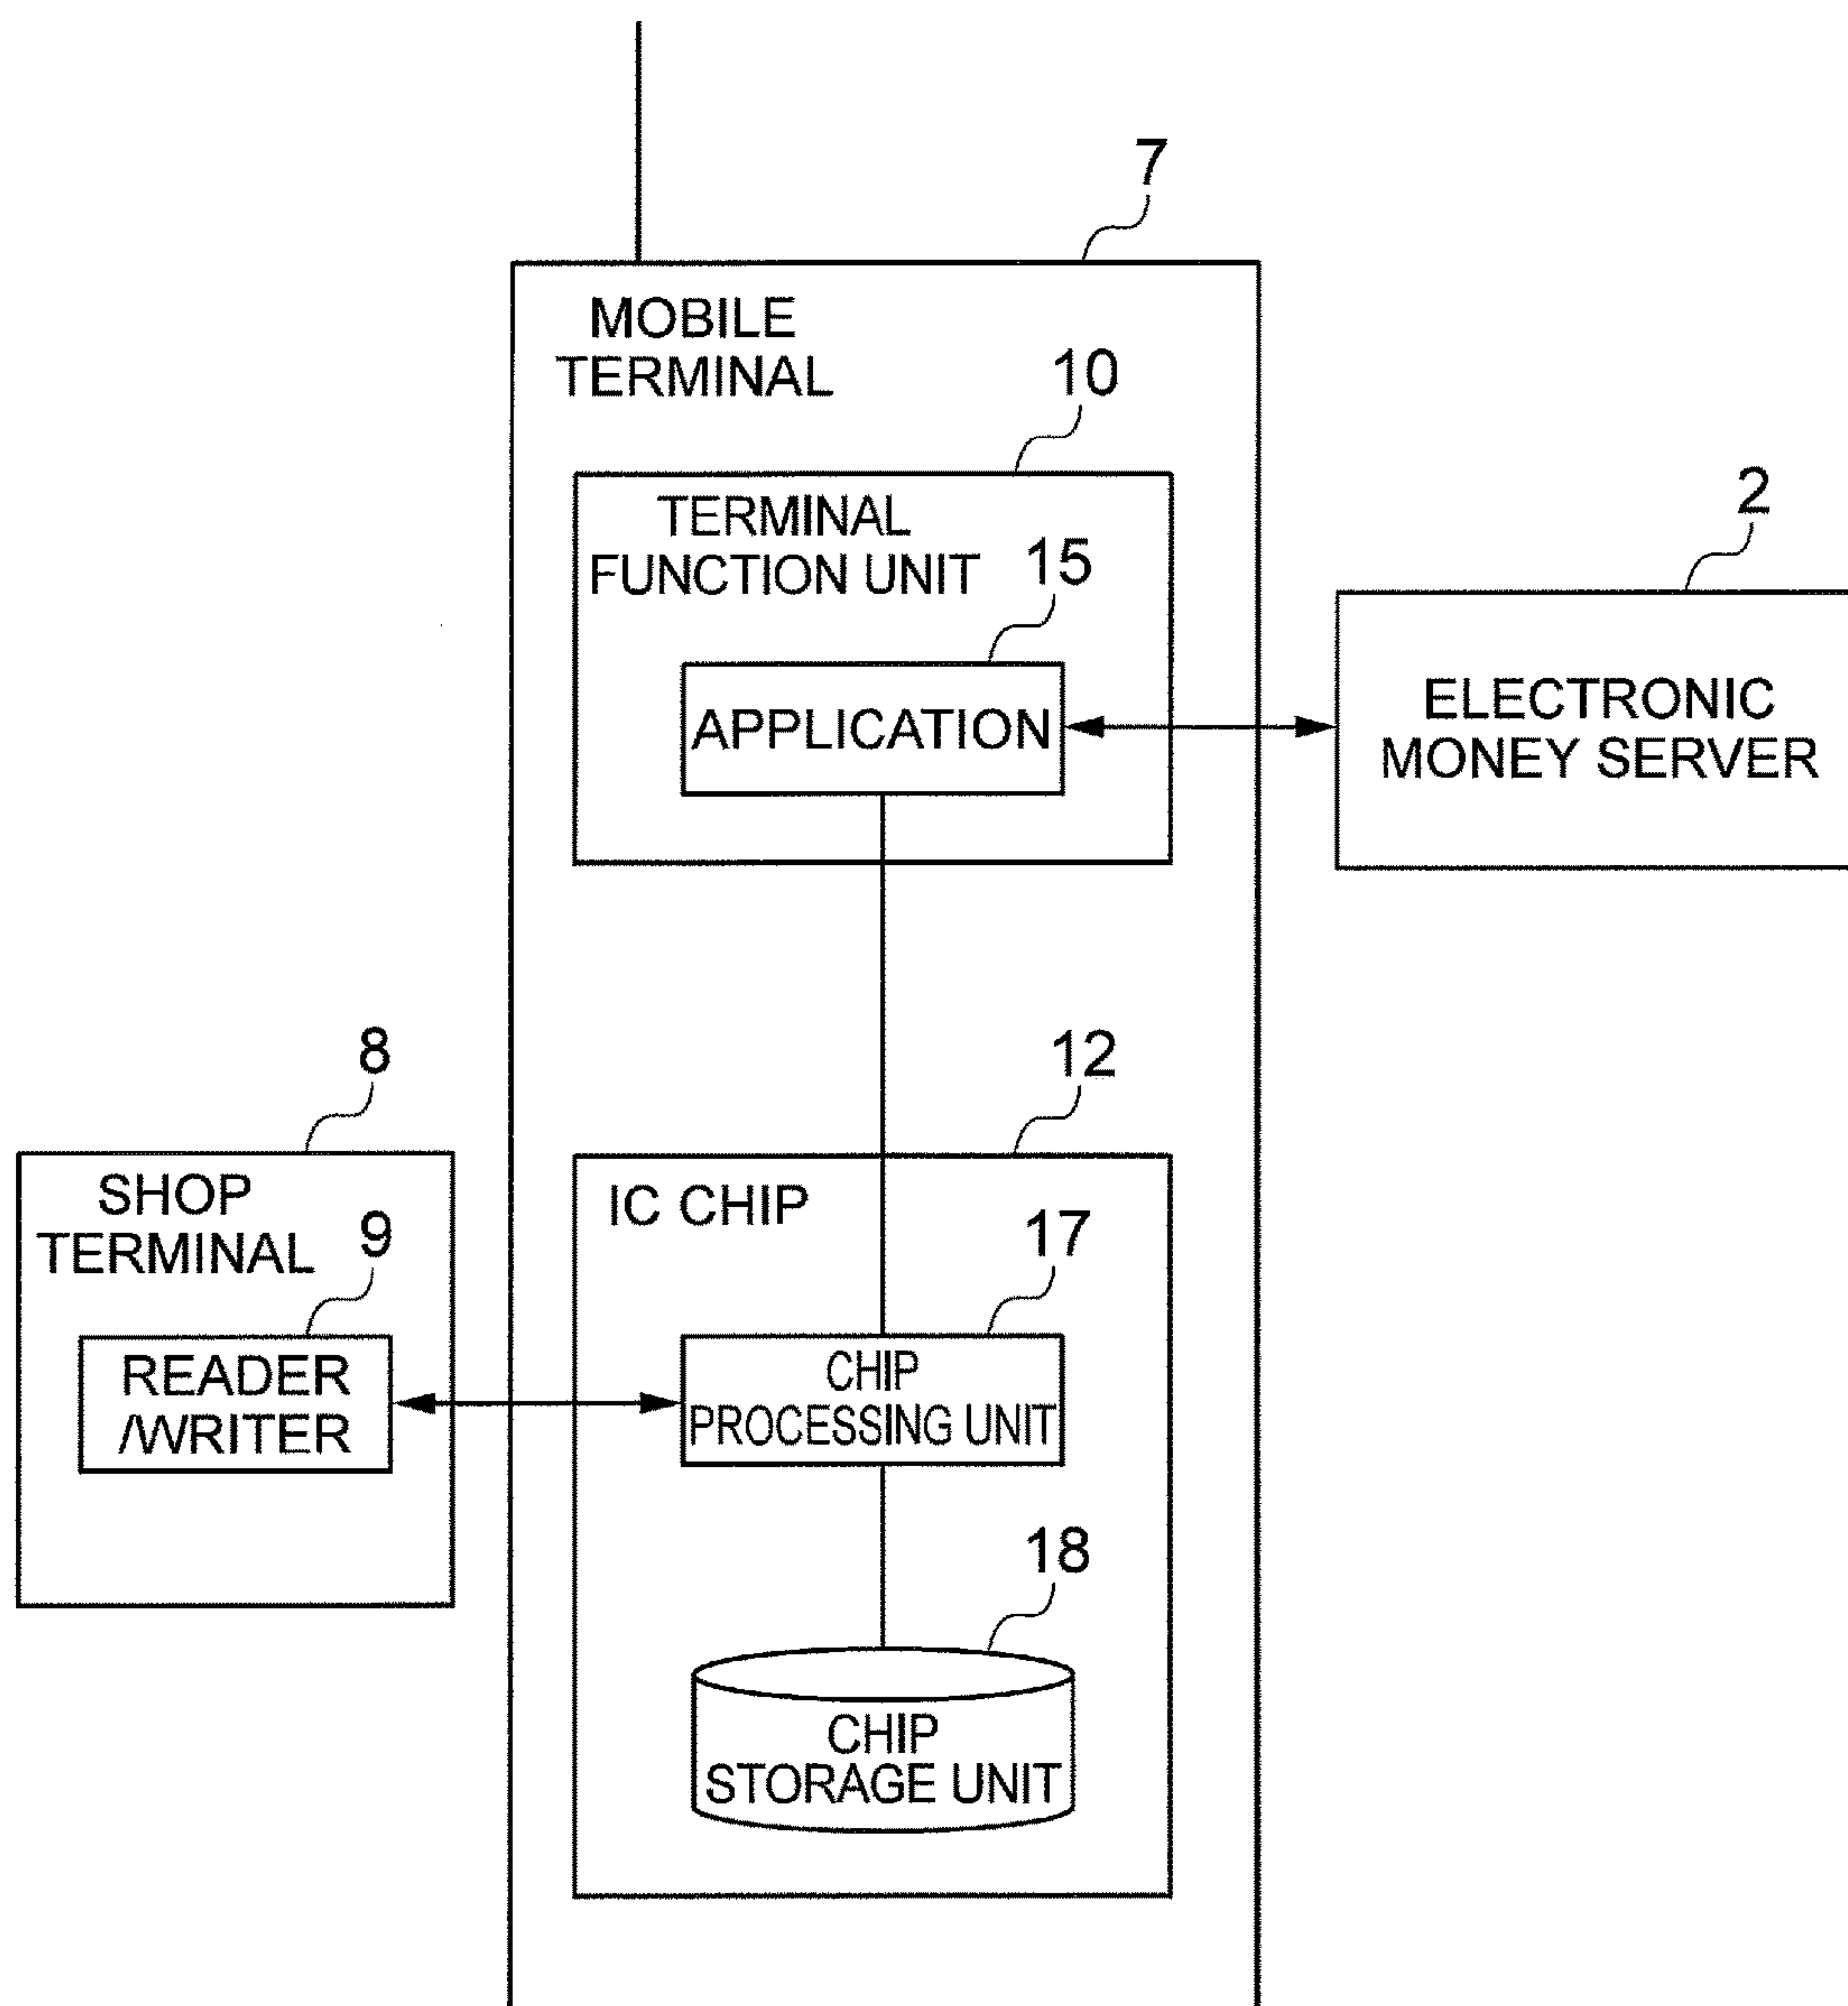 7
MOBILE
TERMINAL
10
TERMINAL
FUNCTION UNIT
15
APPLICATION
2
ELECTRONIC
MONEY SERVER
8
SHOP
TERMINAL
9
READER
/WRITER
12
IC CHIP
17
CHIP
PROCESSING UNIT
18
CHIP
STORAGE UNIT